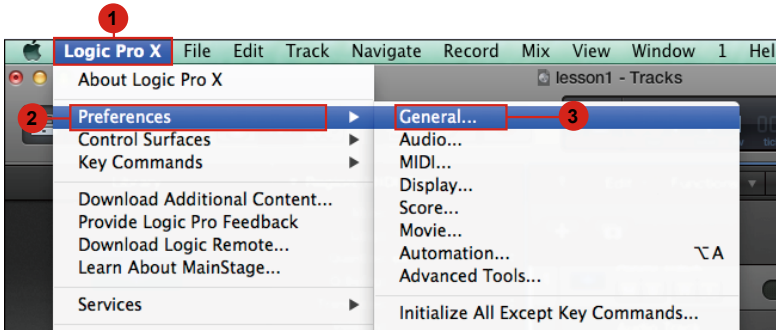 1
Logic Pro X File Edit Track Navigate Record Mix View Window 1 Hel
About Logic Pro X
lesson1 - Tracks
2
Preferences
General...
3
Control Surfaces
Audio...
Key Commands
MIDI...
Display...
Download Additional Content...
Score...
Provide Logic Pro Feedback
Movie...
Download Logic Remote...
Automation... ⌥A
Learn About MainStage...
Advanced Tools...
Services
Initialize All Except Key Commands...